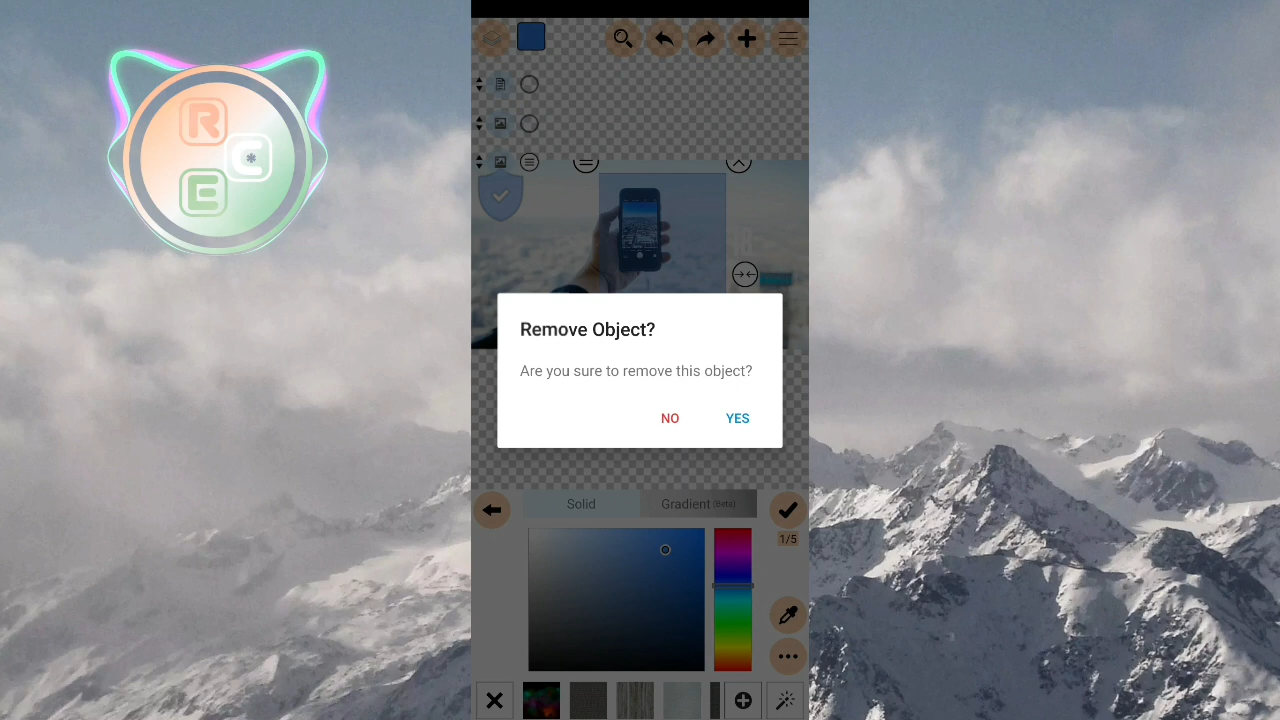 R
C
*
E
Remove Object?
Are you sure to remove this object?
NO
YES
Solid
Gradient (Beta)
1/5